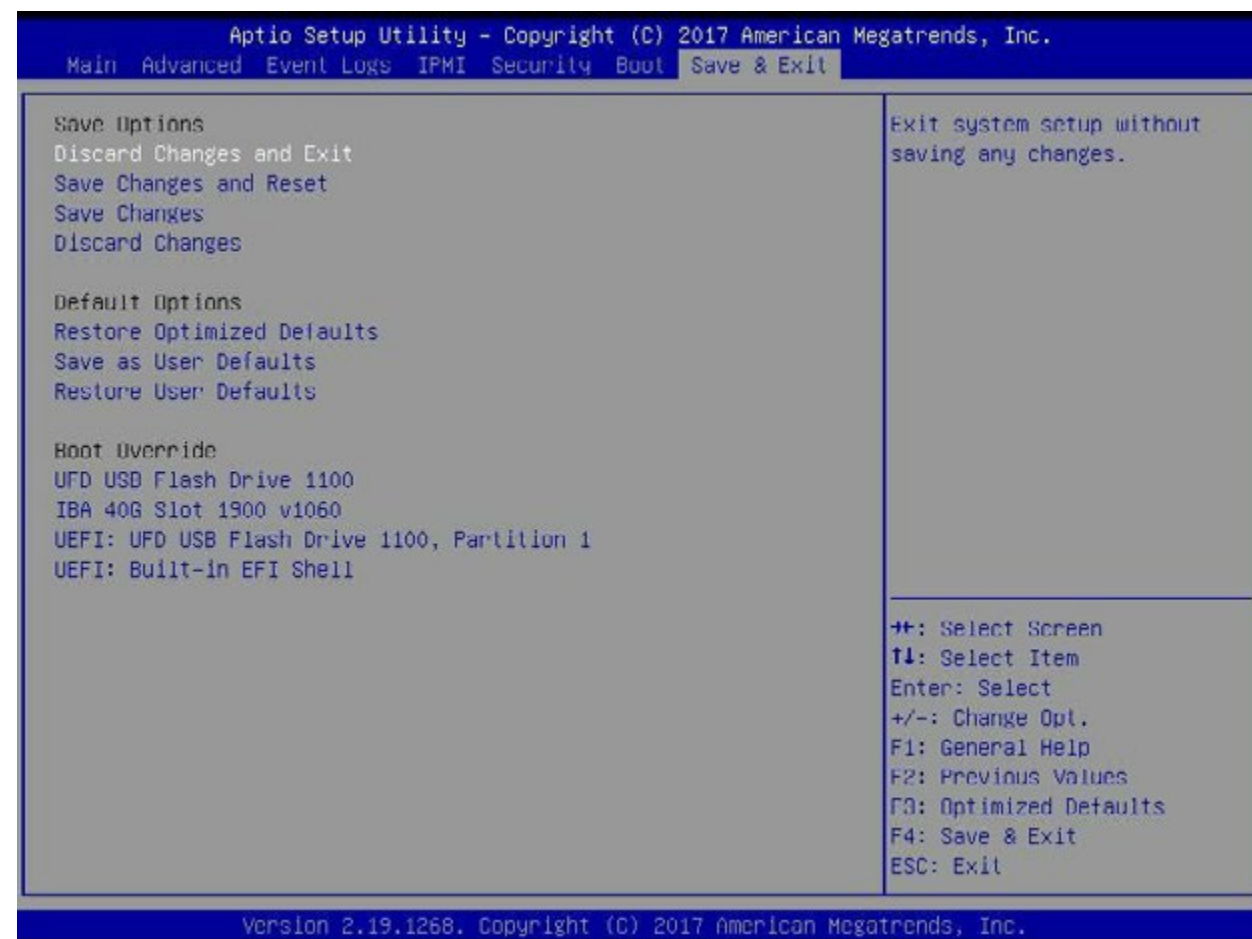 Aptio Setup Utility – Copyright (C) 2017 American Megatrends, Inc.
Main Advanced Event Logs IPMI Security Boot Save & Exit
Save Options
Discard Changes and Exit
Save Changes and Reset
Save Changes
Discard Changes
Default Options
Restore Optimized Defaults
Save as User Defaults
Restore User Defaults
Boot Override
UFD USB Flash Drive 1100
IBA 40G Slot 1900 v1060
UEFI: UFD USB Flash Drive 1100, Partition 1
UEFI: Built-in EFI Shell
Exit system setup without
saving any changes.
→←: Select Screen
↑↓: Select Item
Enter: Select
+/-: Change Opt.
F1: General Help
F2: Previous Values
F3: Optimized Defaults
F4: Save & Exit
ESC: Exit
Version 2.19.1268. Copyright (C) 2017 American Megatrends, Inc.